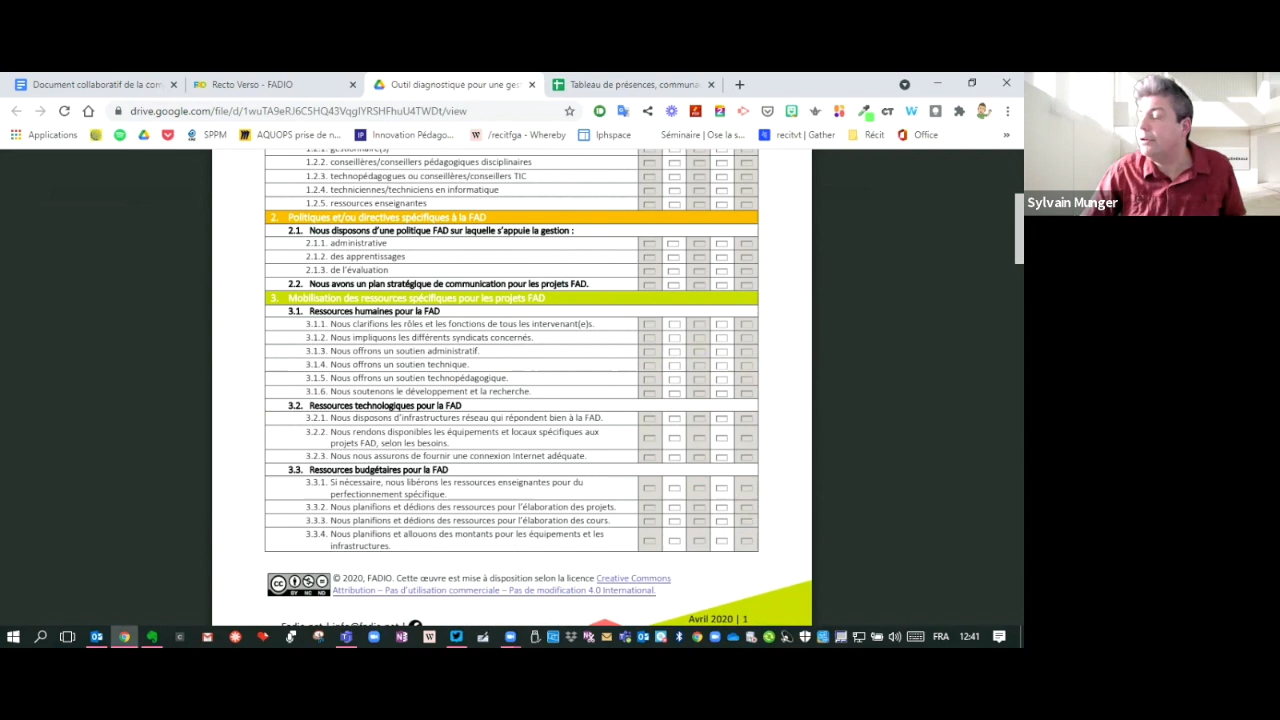 Document collaboratif de la com
Recto Verso - FADIO
Outil diagnostiqué pour une ges
Tableau de présences, communa
drive.google.com/file/d/1wuTA9eRJ6C5HQ43VqgIYRSHFhuU4TWDt/view
Applications
SPPM
AQUOPS prise de n...
Innovation Pédago...
/recitfga - Whereby
Iphspace
Séminaire | Ose la s...
recitvt | Gather
Récit
Office
1.2.1. gestionnaire(s)
1.2.2. conseillères/conseillers pédagogiques disciplinaires
1.2.3. technopédagogues ou conseillères/conseillers TIC
1.2.4. techniciennes/techniciens en informatique
1.2.5. ressources enseignantes
2. Politiques et/ou directives spécifiques à la FAD
2.1. Nous disposons d'une politique FAD sur laquelle s'appuie la gestion :
2.1.1. administrative
2.1.2. des apprentissages
2.1.3. de l'évaluation
2.2. Nous avons un plan stratégique de communication pour les projets FAD.
3. Mobilisation des ressources spécifiques pour les projets FAD
3.1. Ressources humaines pour la FAD
3.1.1. Nous clarifions les rôles et les fonctions de tous les intervenant(e)s.
3.1.2. Nous impliquons les différents syndicats concernés.
3.1.3. Nous offrons un soutien administratif.
3.1.4. Nous offrons un soutien technique.
3.1.5. Nous offrons un soutien technopédagogique.
3.1.6. Nous soutenons le développement et la recherche.
3.2. Ressources technologiques pour la FAD
3.2.1. Nous disposons d'infrastructures réseau qui répondent bien à la FAD.
3.2.2. Nous rendons disponibles les équipements et locaux spécifiques aux
projets FAD, selon les besoins.
3.2.3. Nous nous assurons de fournir une connexion Internet adéquate.
3.3. Ressources budgétaires pour la FAD
3.3.1. Si nécessaire, nous libérons les ressources enseignantes pour du
perfectionnement spécifique.
3.3.2. Nous planifions et dédions des ressources pour l'élaboration des projets.
3.3.3. Nous planifions et dédions des ressources pour l'élaboration des cours.
3.3.4. Nous planifions et allouons des montants pour les équipements et les
infrastructures.
© 2020, FADIO. Cette œuvre est mise à disposition selon la licence Creative Commons
Attribution – Pas d'utilisation commerciale – Pas de modification 4.0 International.
Fadio.net | info@fadio.net |
Avril 2020 | 1
FRA
12:41
Sylvain Munger